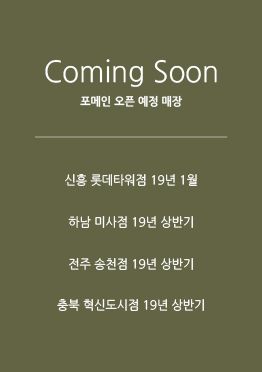 Coming Soon
포메인 오픈 예정 매장
신흥 롯데타워점 19년 1월
하남 미사점 19년 상반기
전주 송천점 19년 상반기
충북 혁신도시점 19년 상반기